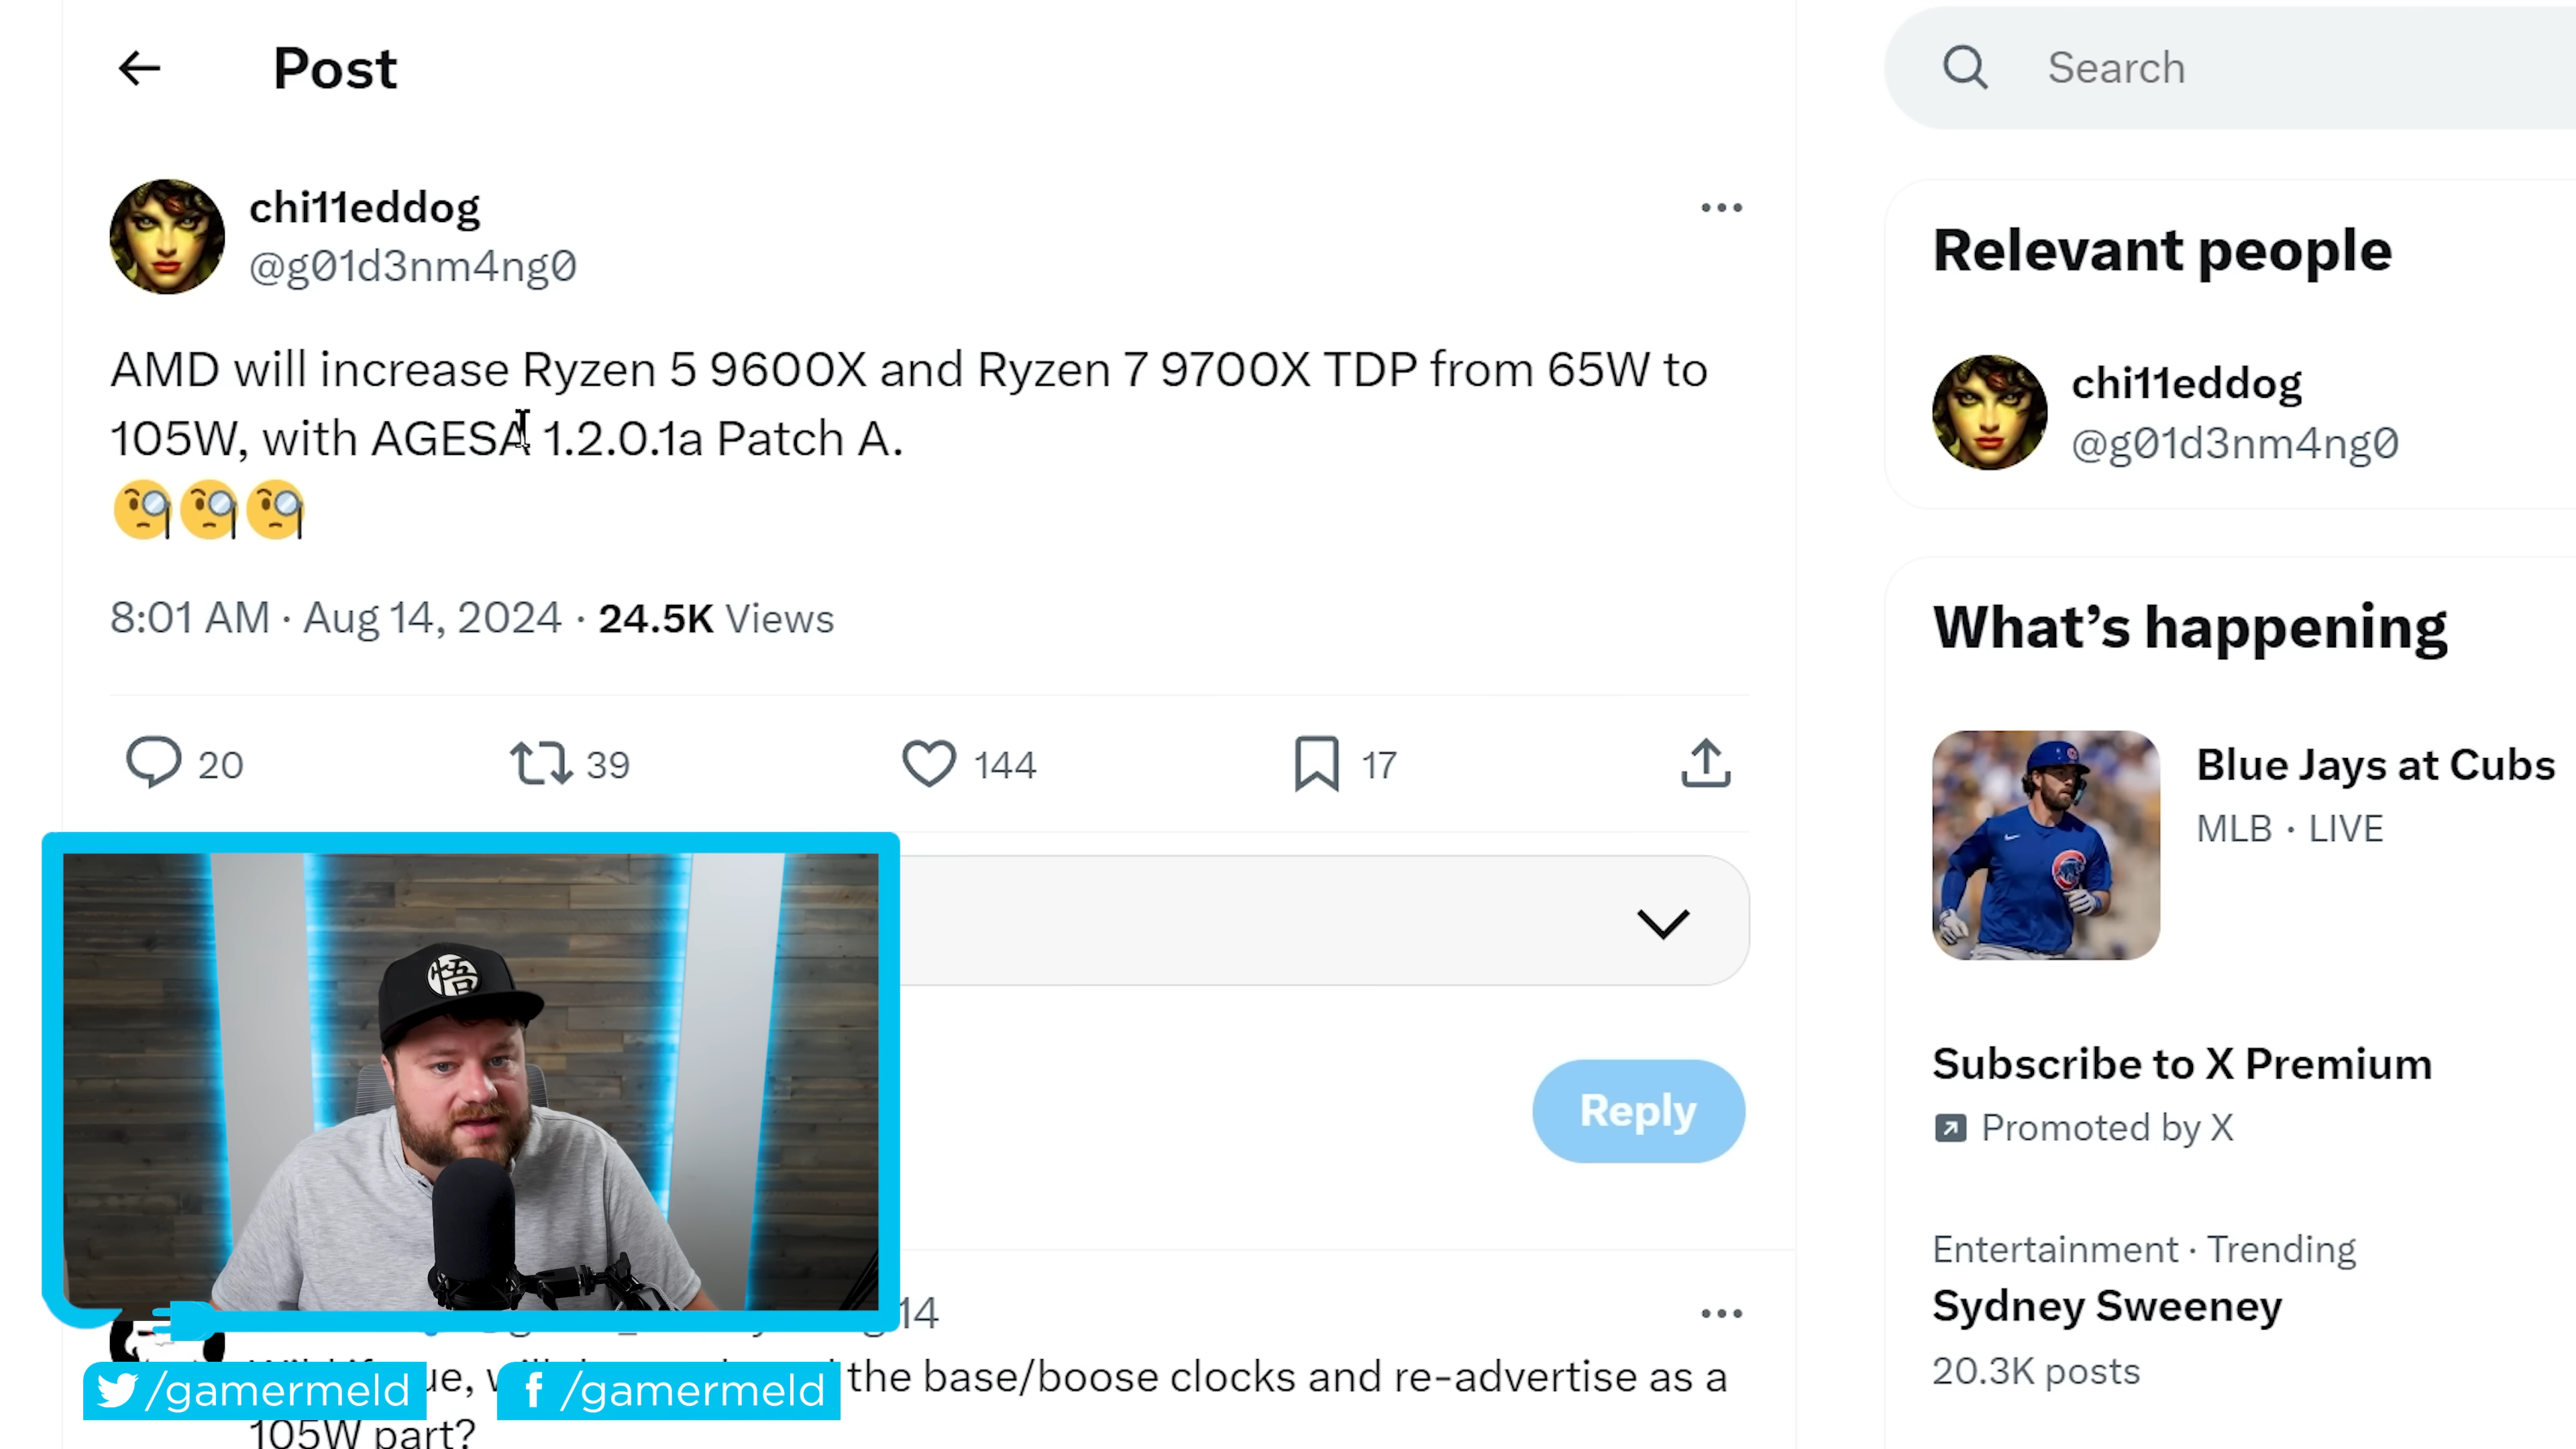 Post
Search
chi11eddog
@g01d3nm4ng0
AMD will increase Ryzen 5 9600X and Ryzen 7 9700X TDP from 65W to
105W, with AGESA 1.2.0.1a Patch A.
🧐🧐🧐
8:01 AM · Aug 14, 2024 · 24.5K Views
20
39
144
17
悟
Reply
14
the base/boose clocks and re-advertise as a
105W part?
/gamermeld
/gamermeld
Relevant people
chi11eddog
@g01d3nm4ng0
What's happening
Blue Jays at Cubs
MLB · LIVE
Subscribe to X Premium
Promoted by X
Entertainment · Trending
Sydney Sweeney
20.3K posts